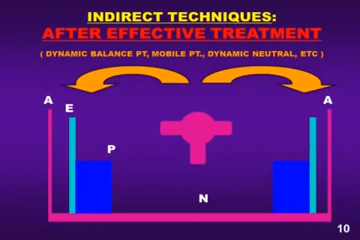 INDIRECT TECHNIQUES:
AFTER EFFECTIVE TREATMENT
( DYNAMIC BALANCE PT, MOBILE PT., DYNAMIC NEUTRAL, ETC )
A A
E
P
N
10